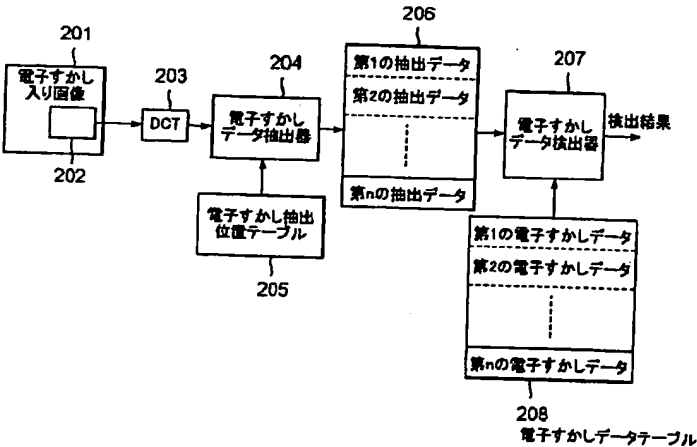 201
電子すかし
入り画像
202
203
DCT
204
電子すかし
データ抽出器
電子すかし抽出
位置テーブル
205
206
第1の抽出データ
第2の抽出データ
第nの抽出データ
207
電子すかし
データ検出器
検出結果
第1の電子すかしデータ
第2の電子すかしデータ
第nの電子すかしデータ
208
電子すかしデータテーブル